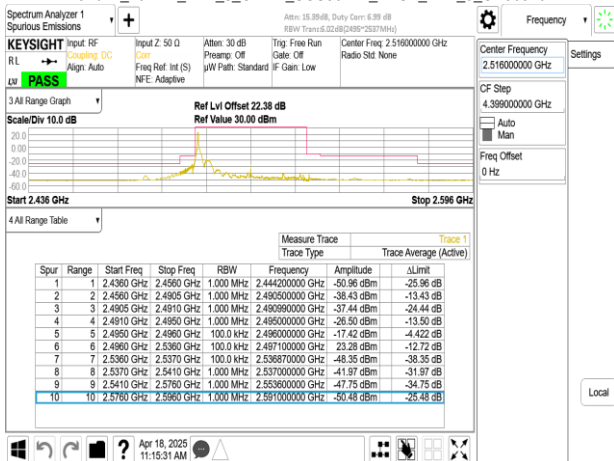 Spectrum Analyzer 1
Spurious Emissions
Attn: 15.39dB, Duty Corr: 6.99 dB
RBW Trans:6.02dB(2495~2537MHz)
Frequency
KEYSIGHT Input: RF Input Z: 50 Ω Atten: 30 dB Trig: Free Run Center Freq: 2.516000000 GHz
RL Coupling: DC Corr Preamp: Off Gate: Off Radio Std: None
Align: Auto Freq Ref: Int (S) µW Path: Standard IF Gain: Low
LXI PASS NFE: Adaptive
Center Frequency
2.516000000 GHz
Settings
CF Step
4.399000000 GHz
Auto
Man
Freq Offset
0 Hz
3 All Range Graph
Scale/Div 10.0 dB
Ref Lvl Offset 22.38 dB
Ref Value 30.00 dBm
20.0
0.00
-20.0
-40.0
-60.0
Start 2.436 GHz Stop 2.596 GHz
4 All Range Table
Measure Trace Trace 1
Trace Type Trace Average (Active)
Spur Range Start Freq Stop Freq RBW Frequency Amplitude ΔLimit
1 1 2.4360 GHz 2.4560 GHz 1.000 MHz 2.444200000 GHz -50.96 dBm -25.96 dB
2 2 2.4560 GHz 2.4905 GHz 1.000 MHz 2.490500000 GHz -38.43 dBm -13.43 dB
3 3 2.4905 GHz 2.4910 GHz 1.000 MHz 2.490990000 GHz -37.44 dBm -24.44 dB
4 4 2.4910 GHz 2.4950 GHz 1.000 MHz 2.495000000 GHz -26.50 dBm -13.50 dB
5 5 2.4950 GHz 2.4960 GHz 100.0 kHz 2.496000000 GHz -17.42 dBm -4.422 dB
6 6 2.4960 GHz 2.5360 GHz 100.0 kHz 2.497100000 GHz 23.28 dBm -12.72 dB
7 7 2.5360 GHz 2.5370 GHz 100.0 kHz 2.536870000 GHz -48.35 dBm -38.35 dB
8 8 2.5370 GHz 2.5410 GHz 1.000 MHz 2.537000000 GHz -41.97 dBm -31.97 dB
9 9 2.5410 GHz 2.5760 GHz 1.000 MHz 2.553600000 GHz -47.75 dBm -34.75 dB
10 10 2.5760 GHz 2.5960 GHz 1.000 MHz 2.591000000 GHz -50.48 dBm -25.48 dB
Local
Apr 18, 2025
11:15:31 AM